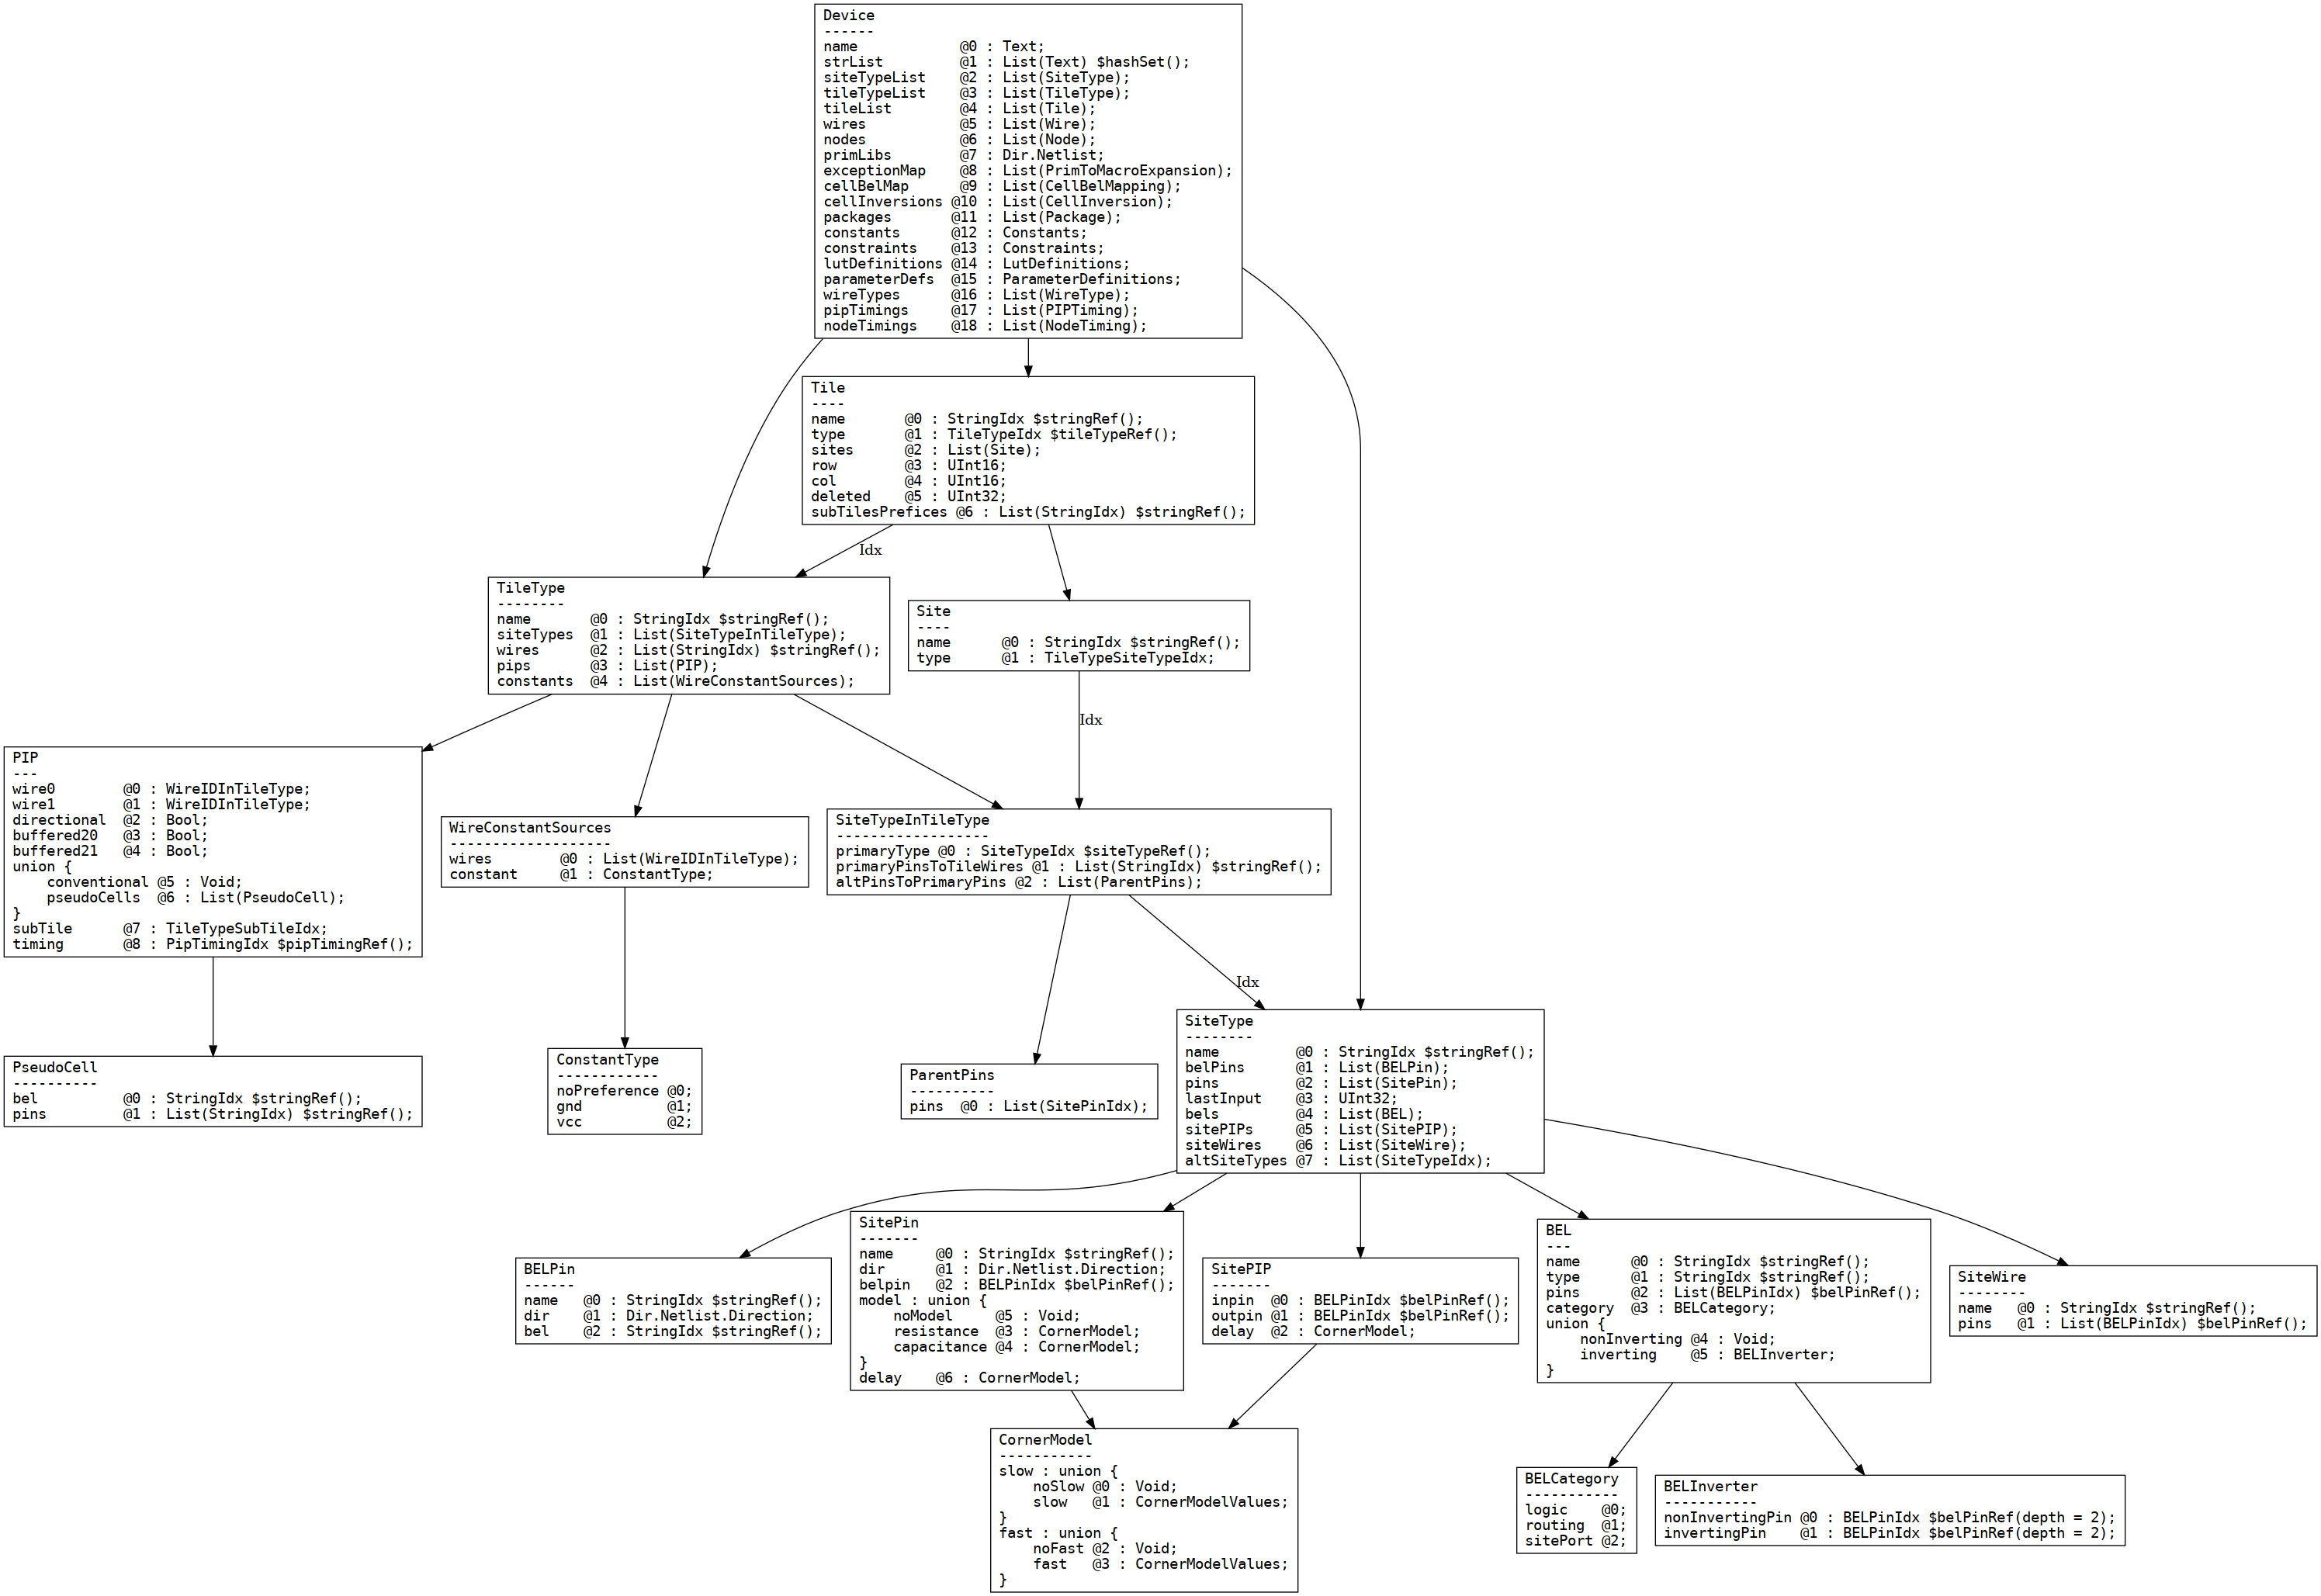 Device
------
name            @0 : Text;
strList         @1 : List(Text) $hashSet();
siteTypeList    @2 : List(SiteType);
tileTypeList    @3 : List(TileType);
tileList        @4 : List(Tile);
wires           @5 : List(Wire);
nodes           @6 : List(Node);
primLibs        @7 : Dir.Netlist;
exceptionMap    @8 : List(PrimToMacroExpansion);
cellBelMap      @9 : List(CellBelMapping);
cellInversions @10 : List(CellInversion);
packages       @11 : List(Package);
constants      @12 : Constants;
constraints    @13 : Constraints;
lutDefinitions @14 : LutDefinitions;
parameterDefs  @15 : ParameterDefinitions;
wireTypes      @16 : List(WireType);
pipTimings     @17 : List(PIPTiming);
nodeTimings    @18 : List(NodeTiming);
Tile
----
name       @0 : StringIdx $stringRef();
type       @1 : TileTypeIdx $tileTypeRef();
sites      @2 : List(Site);
row        @3 : UInt16;
col        @4 : UInt16;
deleted    @5 : UInt32;
subTilesPrefices @6 : List(StringIdx) $stringRef();
Idx
TileType
--------
name       @0 : StringIdx $stringRef();
siteTypes  @1 : List(SiteTypeInTileType);
wires      @2 : List(StringIdx) $stringRef();
pips       @3 : List(PIP);
constants  @4 : List(WireConstantSources);
Site
----
name      @0 : StringIdx $stringRef();
type      @1 : TileTypeSiteTypeIdx;
Idx
PIP
---
wire0        @0 : WireIDInTileType;
wire1        @1 : WireIDInTileType;
directional  @2 : Bool;
buffered20   @3 : Bool;
buffered21   @4 : Bool;
union {
    conventional @5 : Void;
    pseudoCells  @6 : List(PseudoCell);
}
subTile      @7 : TileTypeSubTileIdx;
timing       @8 : PipTimingIdx $pipTimingRef();
WireConstantSources
-------------------
wires        @0 : List(WireIDInTileType);
constant     @1 : ConstantType;
SiteTypeInTileType
------------------
primaryType @0 : SiteTypeIdx $siteTypeRef();
primaryPinsToTileWires @1 : List(StringIdx) $stringRef();
altPinsToPrimaryPins @2 : List(ParentPins);
Idx
PseudoCell
----------
bel          @0 : StringIdx $stringRef();
pins         @1 : List(StringIdx) $stringRef();
ConstantType
------------
noPreference @0;
gnd          @1;
vcc          @2;
ParentPins
----------
pins  @0 : List(SitePinIdx);
SiteType
--------
name         @0 : StringIdx $stringRef();
belPins      @1 : List(BELPin);
pins         @2 : List(SitePin);
lastInput    @3 : UInt32;
bels         @4 : List(BEL);
sitePIPs     @5 : List(SitePIP);
siteWires    @6 : List(SiteWire);
altSiteTypes @7 : List(SiteTypeIdx);
BELPin
------
name   @0 : StringIdx $stringRef();
dir    @1 : Dir.Netlist.Direction;
bel    @2 : StringIdx $stringRef();
SitePin
-------
name     @0 : StringIdx $stringRef();
dir      @1 : Dir.Netlist.Direction;
belpin   @2 : BELPinIdx $belPinRef();
model : union {
    noModel     @5 : Void;
    resistance  @3 : CornerModel;
    capacitance @4 : CornerModel;
}
delay    @6 : CornerModel;
SitePIP
-------
inpin  @0 : BELPinIdx $belPinRef();
outpin @1 : BELPinIdx $belPinRef();
delay  @2 : CornerModel;
BEL
---
name      @0 : StringIdx $stringRef();
type      @1 : StringIdx $stringRef();
pins      @2 : List(BELPinIdx) $belPinRef();
category  @3 : BELCategory;
union {
    nonInverting @4 : Void;
    inverting    @5 : BELInverter;
}
SiteWire
--------
name   @0 : StringIdx $stringRef();
pins   @1 : List(BELPinIdx) $belPinRef();
CornerModel
-----------
slow : union {
    noSlow @0 : Void;
    slow   @1 : CornerModelValues;
}
fast : union {
    noFast @2 : Void;
    fast   @3 : CornerModelValues;
}
BELCategory
-----------
logic    @0;
routing  @1;
sitePort @2;
BELInverter
-----------
nonInvertingPin @0 : BELPinIdx $belPinRef(depth = 2);
invertingPin    @1 : BELPinIdx $belPinRef(depth = 2);